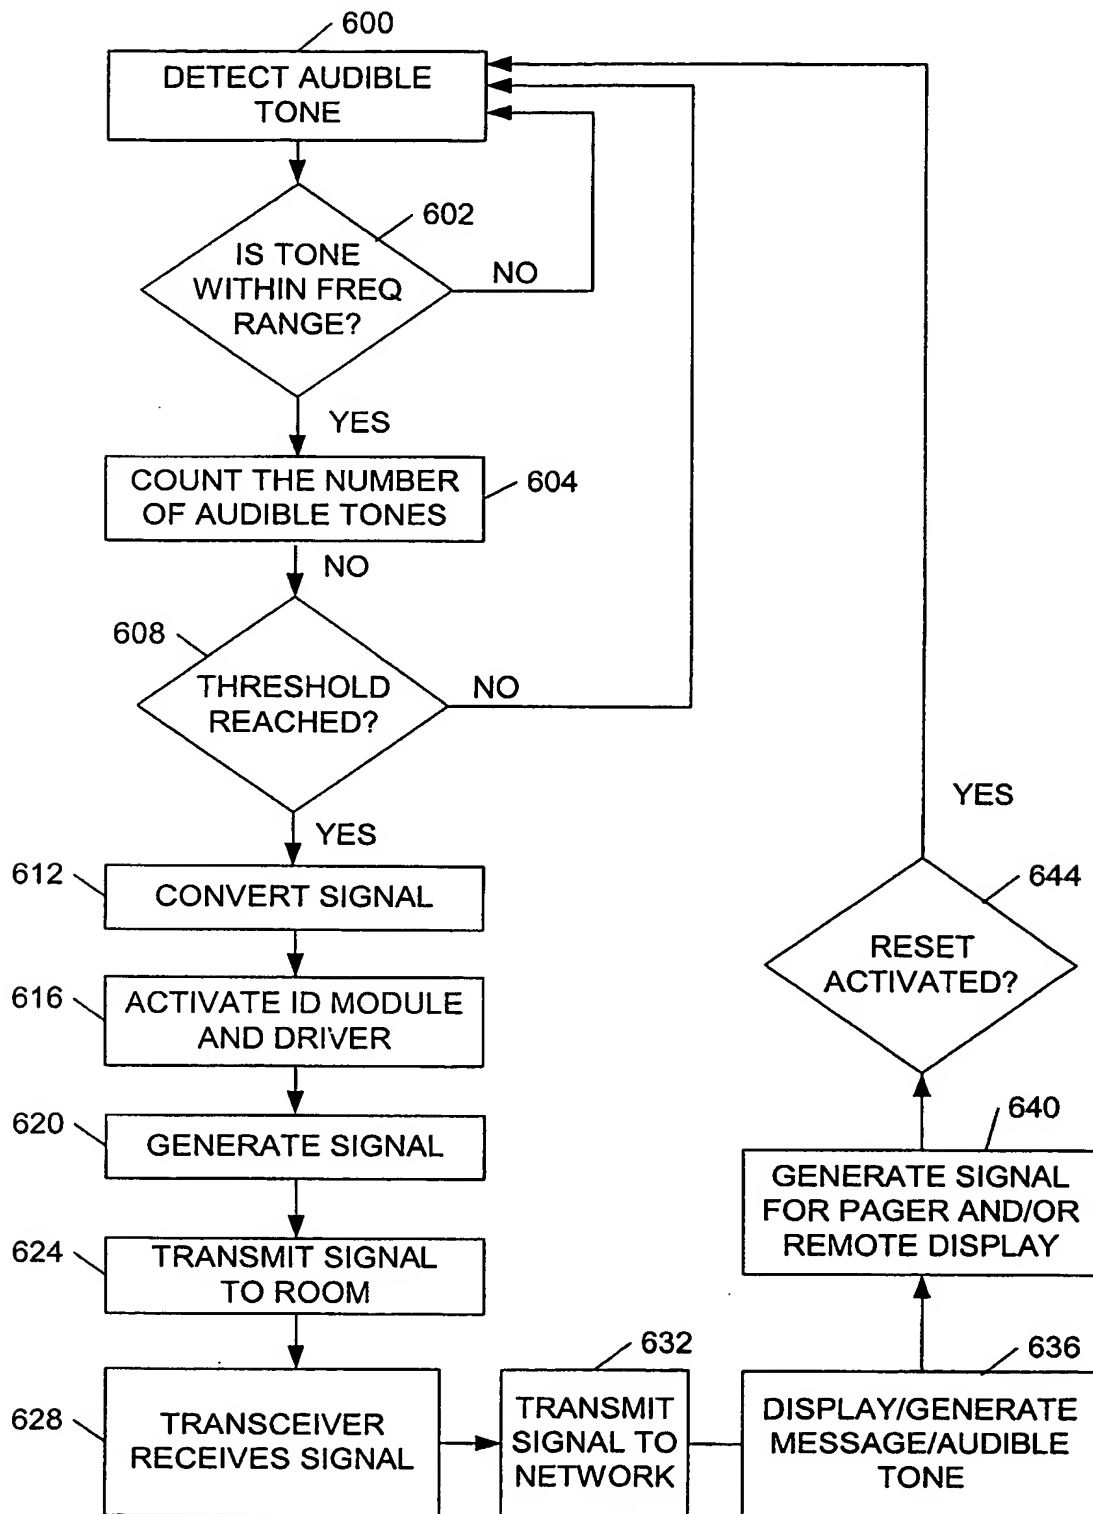 600
DETECT AUDIBLE
TONE
602
IS TONE
WITHIN FREQ
RANGE?
NO
YES
COUNT THE NUMBER
OF AUDIBLE TONES
604
NO
608
THRESHOLD
REACHED?
NO
YES
612
CONVERT SIGNAL
616
ACTIVATE ID MODULE
AND DRIVER
620
GENERATE SIGNAL
624
TRANSMIT SIGNAL
TO ROOM
628
TRANSCEIVER
RECEIVES SIGNAL
632
TRANSMIT
SIGNAL TO
NETWORK
636
DISPLAY/GENERATE
MESSAGE/AUDIBLE
TONE
640
GENERATE SIGNAL
FOR PAGER AND/OR
REMOTE DISPLAY
644
RESET
ACTIVATED?
YES